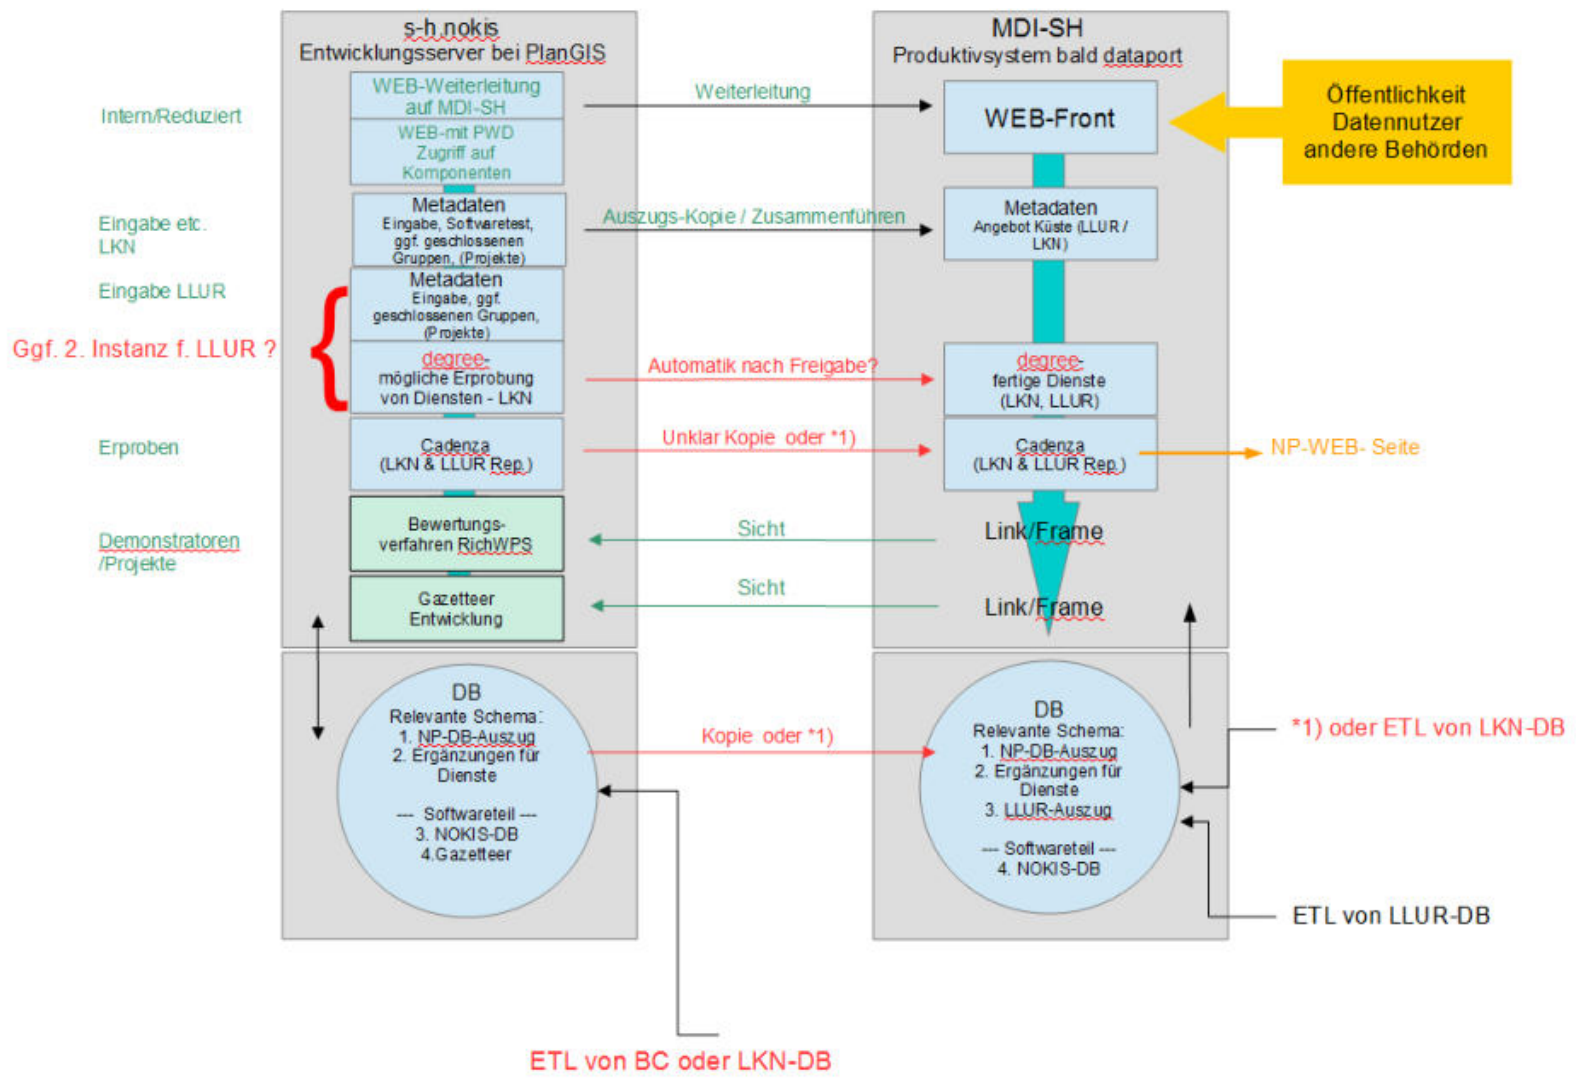 s-h.nokis
Entwicklungsserver bei PlanGIS
WEB-Weiterleitung
auf MDI-SH
WEB-mit PWD
Zugriff auf
Komponenten
Metadaten
Eingabe, Softwaretest,
ggf. geschlossenen
Gruppen, (Projekte)
Metadaten
Eingabe, ggf.
geschlossenen Gruppen,
(Projekte)
degree-
mögliche Erprobung
von Diensten - LKN
Cadenza
(LKN & LLUR Rep.)
Bewertungs-
verfahren RichWPS
Gazetteer
Entwicklung
Intern/Reduziert
Eingabe etc.
LKN
Eingabe LLUR
Ggf. 2. Instanz f. LLUR ?
Erproben
Demonstratoren
/Projekte
Weiterleitung
Auszugs-Kopie / Zusammenführen
Automatik nach Freigabe?
Unklar Kopie oder *1)
Sicht
Sicht
MDI-SH
Produktivsystem bald dataport
WEB-Front
Metadaten
Angebot Küste (LLUR /
LKN)
degree-
fertige Dienste
(LKN, LLUR)
Cadenza
(LKN & LLUR Rep.)
Link/Frame
Link/Frame
Öffentlichkeit
Datennutzer
andere Behörden
NP-WEB- Seite
DB
Relevante Schema:
1. NP-DB-Auszug
2. Ergänzungen für
Dienste
--- Softwareteil ---
3. NOKIS-DB
4.Gazetteer
Kopie oder *1)
DB
Relevante Schema:
1. NP-DB-Auszug
2. Ergänzungen für
Dienste
3. LLUR-Auszug
--- Softwareteil ---
4. NOKIS-DB
*1) oder ETL von LKN-DB
ETL von LLUR-DB
ETL von BC oder LKN-DB